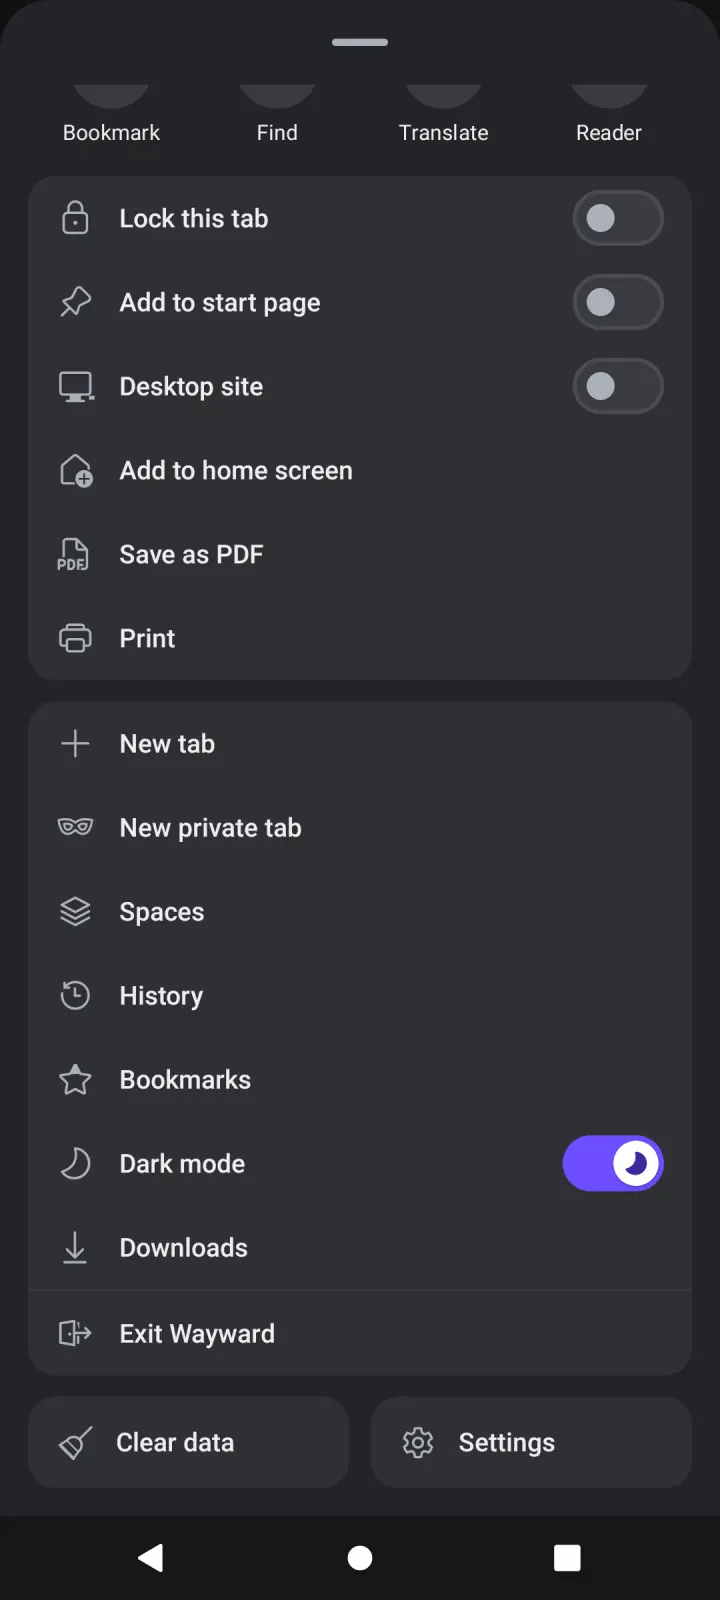 Bookmark Find Translate Reader
Lock this tab
Add to start page
Desktop site
Add to home screen
PDF Save as PDF
Print
New tab
New private tab
Spaces
History
Bookmarks
Dark mode
Downloads
Exit Wayward
Clear data Settings